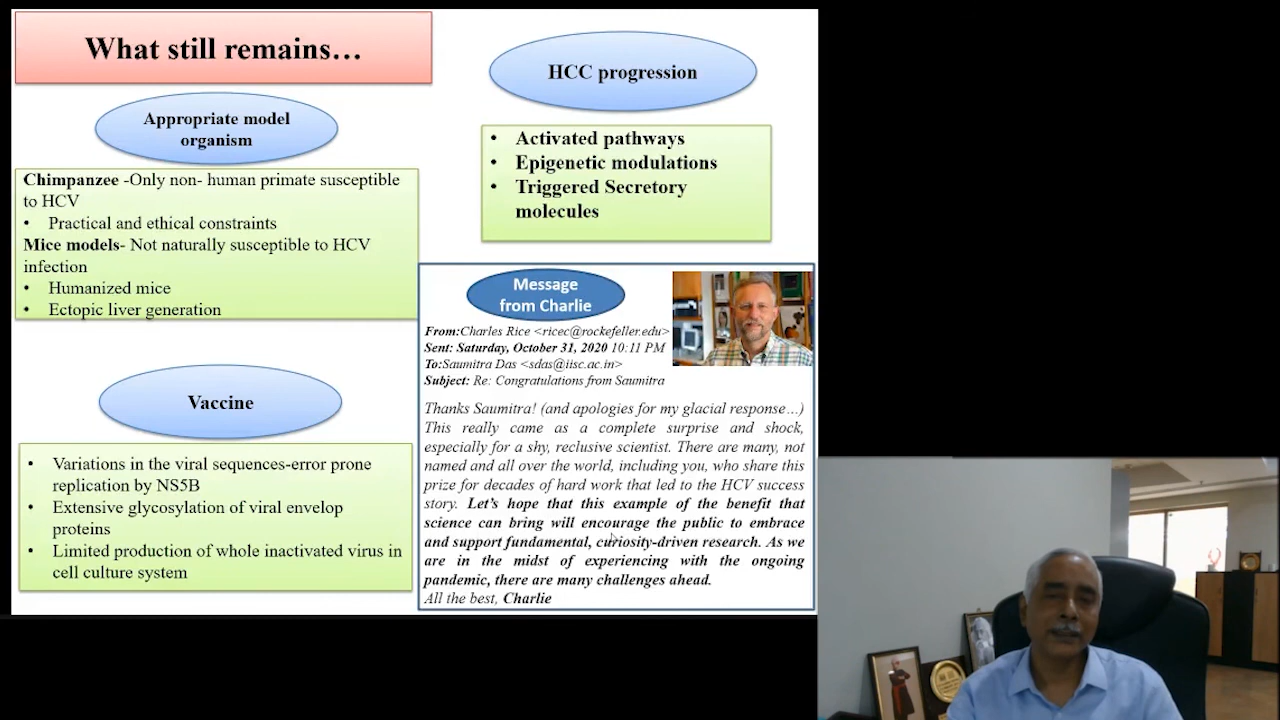 What still remains…
Appropriate model
organism
Chimpanzee -Only non- human primate susceptible
to HCV
• Practical and ethical constraints
Mice models- Not naturally susceptible to HCV
infection
• Humanized mice
• Ectopic liver generation
Vaccine
• Variations in the viral sequences-error prone
replication by NS5B
• Extensive glycosylation of viral envelop
proteins
• Limited production of whole inactivated virus in
cell culture system
HCC progression
• Activated pathways
• Epigenetic modulations
• Triggered Secretory
molecules
Message
from Charlie
From:Charles Rice <ricec@rockefeller.edu>
Sent: Saturday, October 31, 2020 10:11 PM
To:Saumitra Das <sdas@iisc.ac.in>
Subject: Re: Congratulations from Saumitra
Thanks Saumitra! (and apologies for my glacial response…)
This really came as a complete surprise and shock,
especially for a shy, reclusive scientist. There are many, not
named and all over the world, including you, who share this
prize for decades of hard work that led to the HCV success
story. Let’s hope that this example of the benefit that
science can bring will encourage the public to embrace
and support fundamental, curiosity-driven research. As we
are in the midst of experiencing with the ongoing
pandemic, there are many challenges ahead.
All the best, Charlie